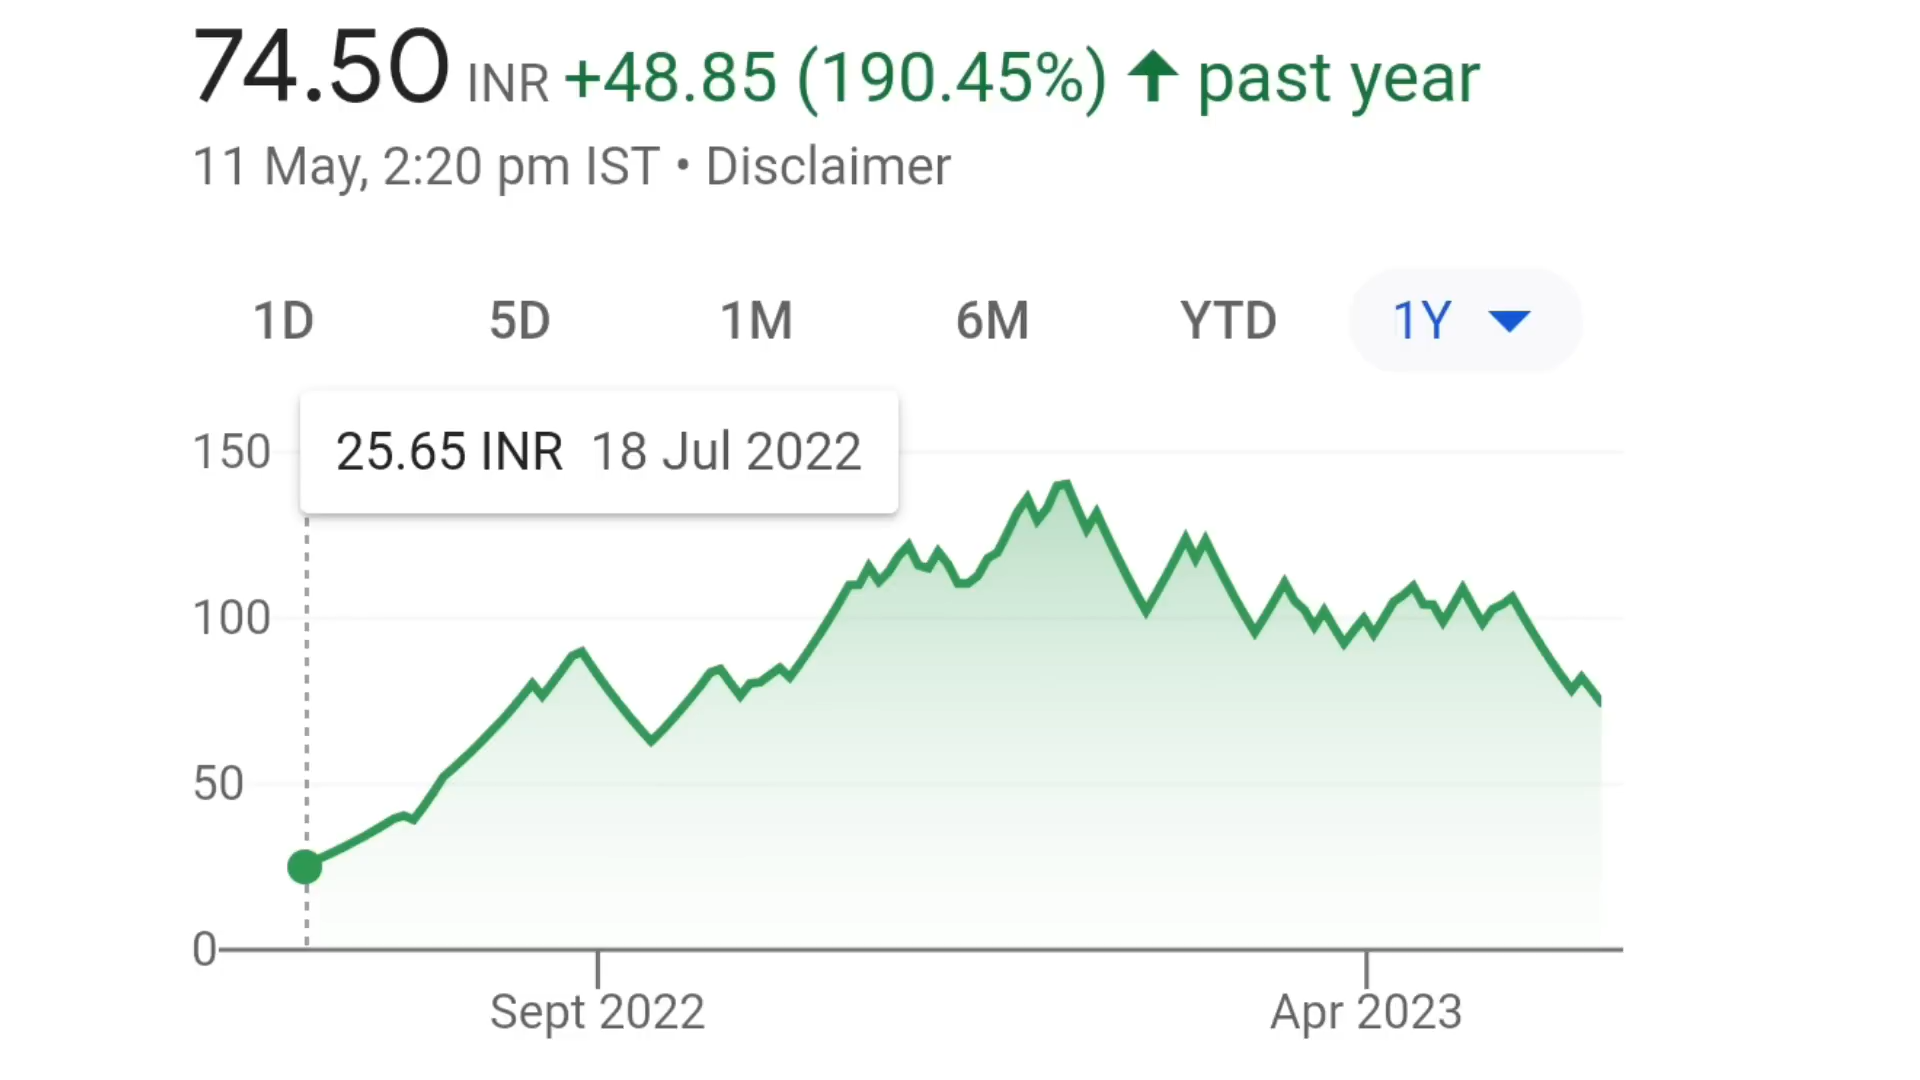 74.50 INR +48.85 (190.45%) ↑ past year
11 May, 2:20 pm IST • Disclaimer
1D 5D 1M 6M YTD 1Y
25.65 INR 18 Jul 2022
150
100
50
0
Sept 2022 Apr 2023